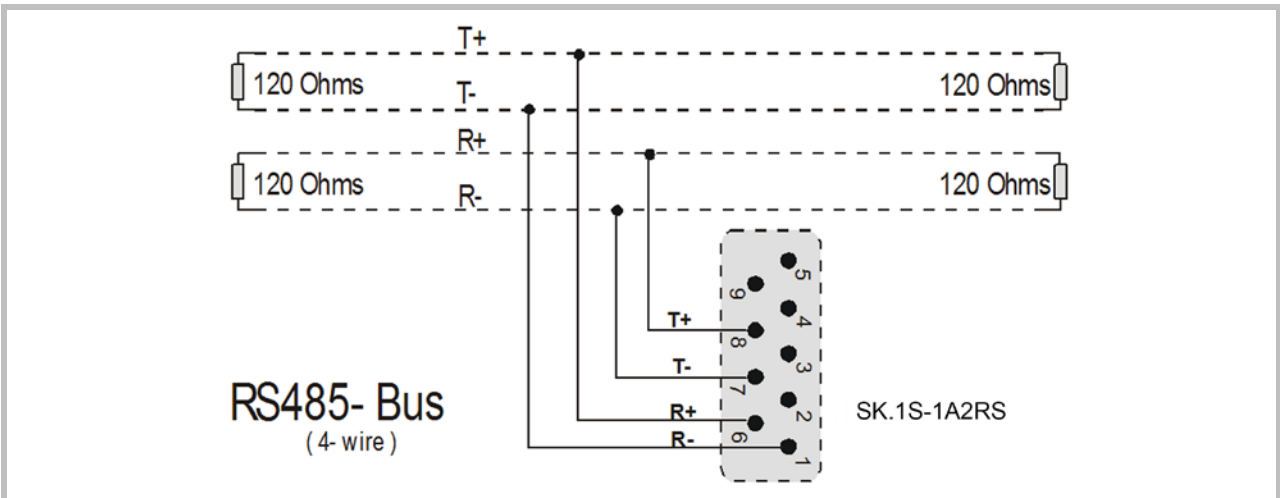 T+
120 Ohms
120 Ohms
T-
R+
120 Ohms
120 Ohms
R-
5
9
T+
4
8
T-
3
7
RS485- Bus
R+
2
SK.1S-1A2RS
( 4- wire )
R-
6
1